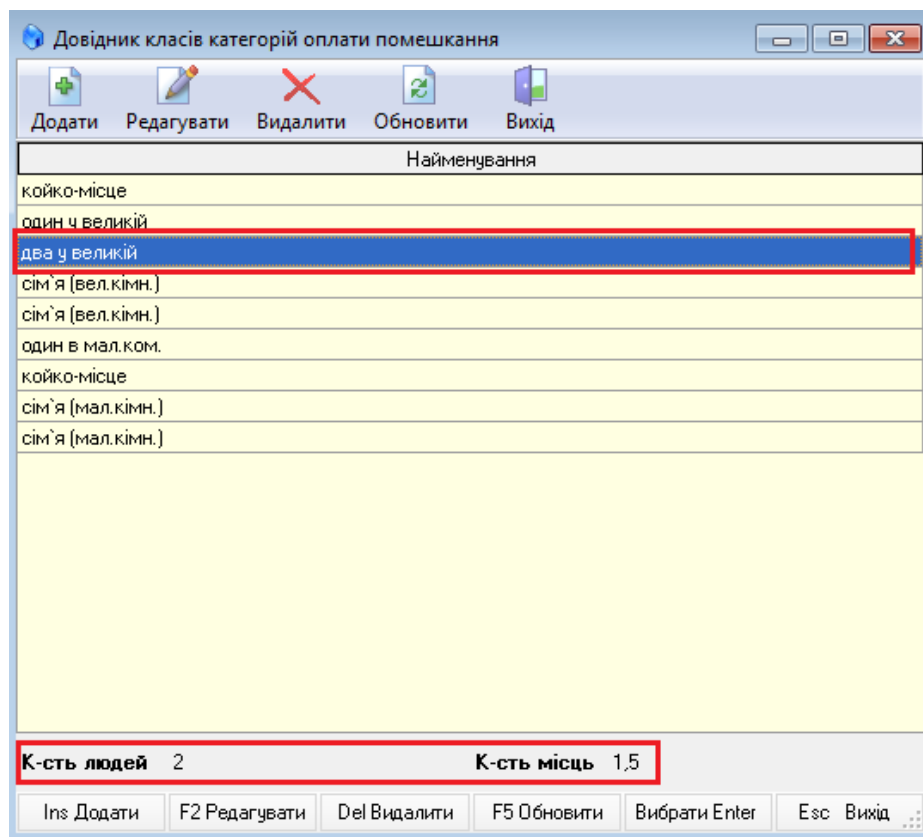 Довідник класів категорій оплати помешкання
Додати Редагувати Видалити Обновити Вихід
Найменування
койко-місце
один у великій
два у великій
сім`я (вел.кімн.)
сім`я (вел.кімн.)
один в мал.ком.
койко-місце
сім`я (мал.кімн.)
сім`я (мал.кімн.)
К-сть людей 2 К-сть місць 1,5
Ins Додати F2 Редагувати Del Видалити F5 Обновити Вибрати Enter Esc Вихід